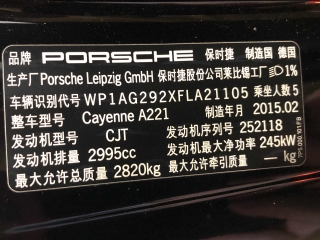 品牌 PORSCHE 保时捷 制造国 德国
生产厂 Porsche Leipzig GmbH 保时捷股份公司莱比锡工厂 1%
车辆识别代号 WP1AG292XFLA21105 乘坐人数 5
整车型号 Cayenne A221 制造年月 2015.02
发动机型号 CJT 发动机序列号 252118
发动机排量 2995cc 发动机最大净功率 245kW
最大允许总质量 2820kg 最大允许牵引质量 — kg
7P5.000.101.FB